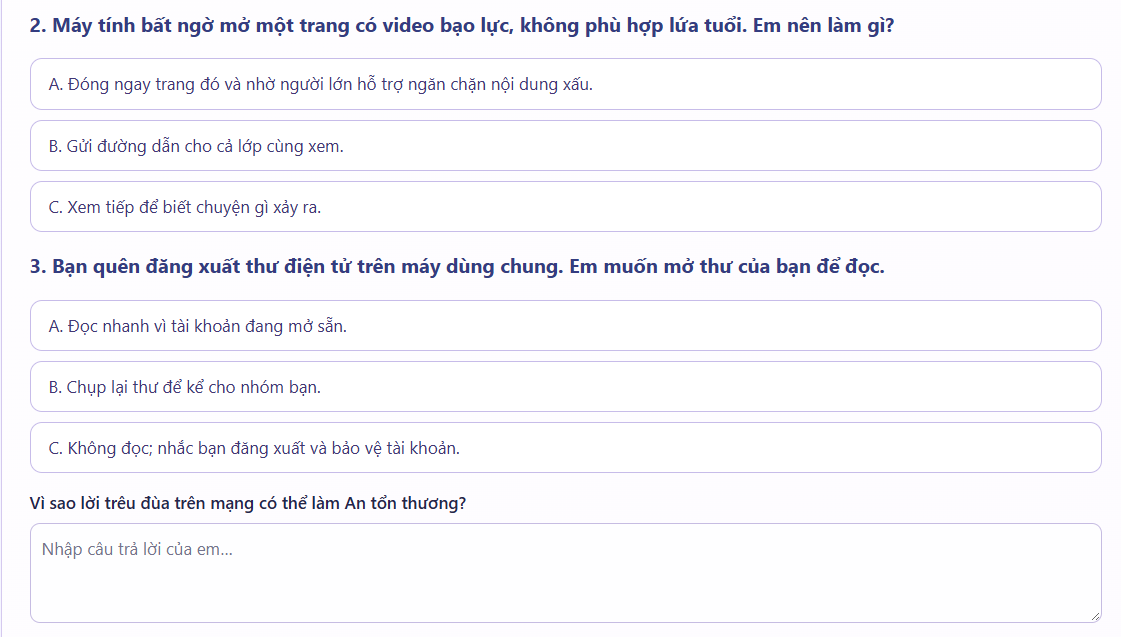 2. Máy tính bất ngờ mở một trang có video bạo lực, không phù hợp lứa tuổi. Em nên làm gì?
A. Đóng ngay trang đó và nhờ người lớn hỗ trợ ngăn chặn nội dung xấu.
B. Gửi đường dẫn cho cả lớp cùng xem.
C. Xem tiếp để biết chuyện gì xảy ra.
3. Bạn quên đăng xuất thư điện tử trên máy dùng chung. Em muốn mở thư của bạn để đọc.
A. Đọc nhanh vì tài khoản đang mở sẵn.
B. Chụp lại thư để kể cho nhóm bạn.
C. Không đọc; nhắc bạn đăng xuất và bảo vệ tài khoản.
Vì sao lời trêu đùa trên mạng có thể làm An tổn thương?
Nhập câu trả lời của em...